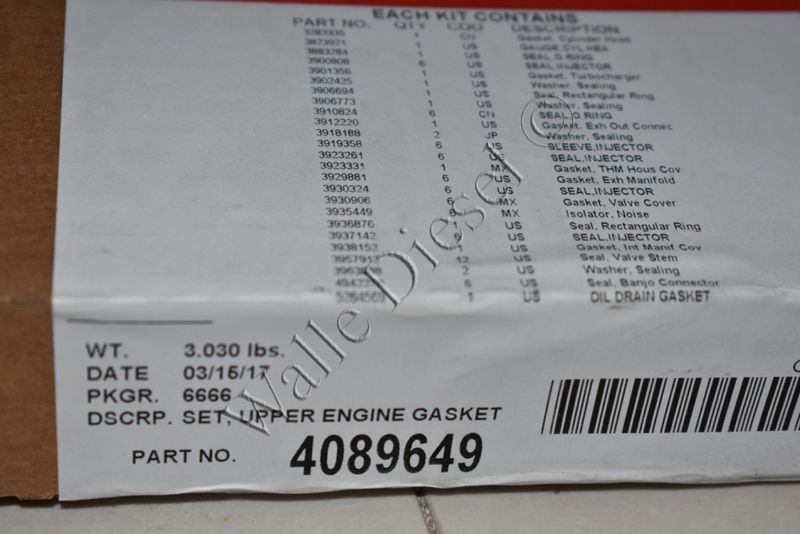 EACH KIT CONTAINS
PART NO. QTY COO DESCRIPTION
3283335 1 CN Gasket, Cylinder Head
3823921 1 US GAUGE,CYL HEA
3883284 1 US SEAL,O RING
3900808 6 US SEAL,INJECTOR
3901356 1 US Gasket, Turbocharger
3902425 1 US Washer, Sealing
3906694 1 US Seal, Rectangular Ring
3906773 1 US Washer, Sealing
3910824 6 CN SEAL,O RING
3912220 1 US Gasket, Exh Out Connec
3918188 2 JP Washer, Sealing
3919358 6 US SLEEVE,INJECTOR
3923261 6 US SEAL,INJECTOR
3923331 1 MX Gasket, THM Hous Cov
3929881 6 US Gasket, Exh Manifold
3930324 6 US SEAL,INJECTOR
3930906 6 MX Gasket, Valve Cover
3935449 6 MX Isolator, Noise
3936876 1 US Seal, Rectangular Ring
3937142 6 US SEAL,INJECTOR
3938152 1 US Gasket, Int Manif Cov
12 US Seal, Valve Stem
2 US Washer, Sealing
6 US Seal, Banjo Connector
1 US OIL DRAIN GASKET
WT. 3.030 lbs.
DATE 03/15/17
PKGR. 6666
DSCRP. SET, UPPER ENGINE GASKET
PART NO. 4089649
Walle Diesel ©